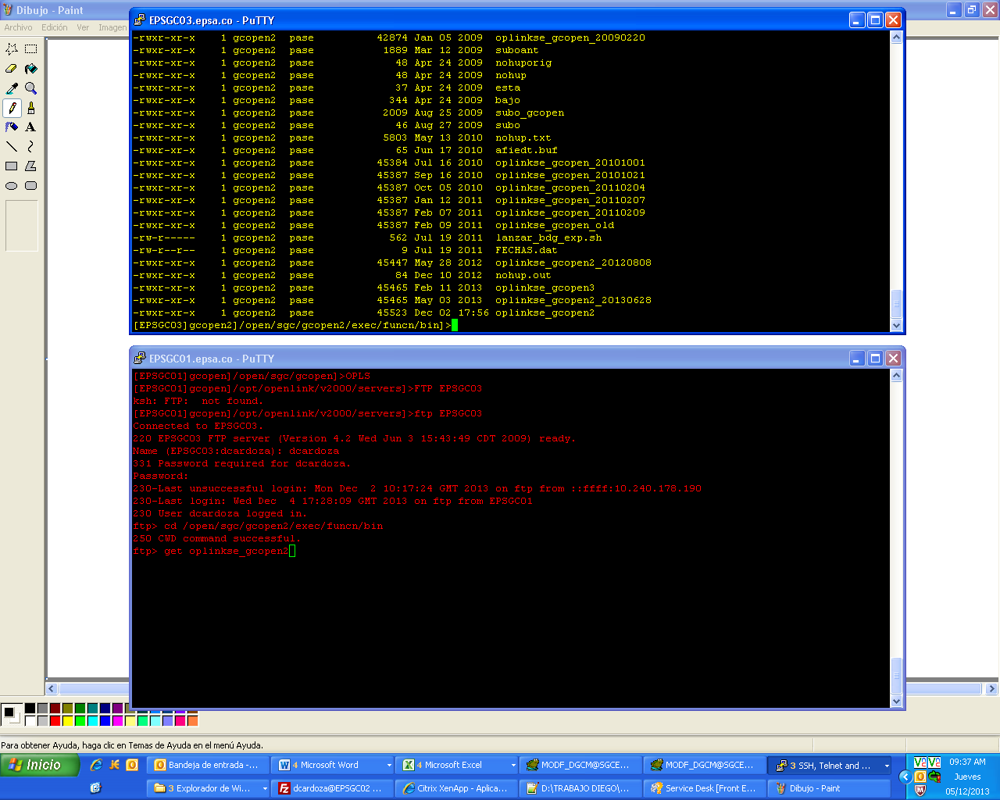 Dibujo - Paint
Archivo Edición Ver Imagen
EPSGC03.epsa.co - PuTTY
-rwxr-xr-x 1 gcopen2 pase 42874 Jan 05 2009 oplinkse_gcopen_20090220
-rwxr-xr-x 1 gcopen2 pase 1889 Mar 12 2009 suboant
-rwxr-xr-x 1 gcopen2 pase 48 Apr 24 2009 nohuporig
-rwxr-xr-x 1 gcopen2 pase 48 Apr 24 2009 nohup
-rwxr-xr-x 1 gcopen2 pase 37 Apr 24 2009 esta
-rwxr-xr-x 1 gcopen2 pase 344 Apr 24 2009 bajo
-rwxr-xr-x 1 gcopen2 pase 2009 Aug 25 2009 subo_gcopen
-rwxr-xr-x 1 gcopen2 pase 46 Aug 27 2009 subo
-rwxr-xr-x 1 gcopen2 pase 5803 May 13 2010 nohup.txt
-rwxr-xr-x 1 gcopen2 pase 65 Jun 17 2010 afiedt.buf
-rwxr-xr-x 1 gcopen2 pase 45384 Jul 16 2010 oplinkse_gcopen_20101001
-rwxr-xr-x 1 gcopen2 pase 45387 Sep 16 2010 oplinkse_gcopen_20101021
-rwxr-xr-x 1 gcopen2 pase 45387 Oct 05 2010 oplinkse_gcopen_20110204
-rwxr-xr-x 1 gcopen2 pase 45387 Jan 12 2011 oplinkse_gcopen_20110207
-rwxr-xr-x 1 gcopen2 pase 45387 Feb 07 2011 oplinkse_gcopen_20110209
-rwxr-xr-x 1 gcopen2 pase 45387 Feb 09 2011 oplinkse_gcopen_old
-rw-r----- 1 gcopen2 pase 562 Jul 19 2011 lanzar_bdg_exp.sh
-rw-r--r-- 1 gcopen2 pase 9 Jul 19 2011 FECHAS.dat
-rwxr-xr-x 1 gcopen2 pase 45447 May 28 2012 oplinkse_gcopen2_20120808
-rwxr-xr-x 1 gcopen2 pase 84 Dec 10 2012 nohup.out
-rwxr-xr-x 1 gcopen2 pase 45465 Feb 11 2013 oplinkse_gcopen3
-rwxr-xr-x 1 gcopen2 pase 45465 May 03 2013 oplinkse_gcopen2_20130628
-rwxr-xr-x 1 gcopen2 pase 45523 Dec 02 17:56 oplinkse_gcopen2
[EPSGC03]gcopen2]/open/sgc/gcopen2/exec/funcn/bin]>
EPSGC01.epsa.co - PuTTY
[EPSGC01]gcopen]/open/sgc/gcopen]>OPLS
[EPSGC01]gcopen]/opt/openlink/v2000/servers]>FTP EPSGC03
ksh: FTP:  not found.
[EPSGC01]gcopen]/opt/openlink/v2000/servers]>ftp EPSGC03
Connected to EPSGC03.
220 EPSGC03 FTP server (Version 4.2 Wed Jun 3 15:43:49 CDT 2009) ready.
Name (EPSGC03:dcardoza): dcardoza
331 Password required for dcardoza.
Password:
230-Last unsuccessful login: Mon Dec  2 10:17:24 GMT 2013 on ftp from ::ffff:10.240.178.190
230-Last login: Wed Dec  4 17:28:09 GMT 2013 on ftp from EPSGC01
230 User dcardoza logged in.
ftp> cd /open/sgc/gcopen2/exec/funcn/bin
250 CWD command successful.
ftp> get oplinkse_gcopen2
Para obtener Ayuda, haga clic en Temas de Ayuda en el menú Ayuda.
Inicio
Bandeja de entrada -...
4 Microsoft Word
4 Microsoft Excel
MODF_DGCM@SGCE...
MODF_DGCM@SGCE...
3 SSH, Telnet and ...
09:37 AM
3 Explorador de Wi...
dcardoza@EPSGC02 ...
Citrix XenApp - Aplica...
D:\TRABAJO DIEGO\...
Service Desk [Front E...
Dibujo - Paint
Jueves
05/12/2013